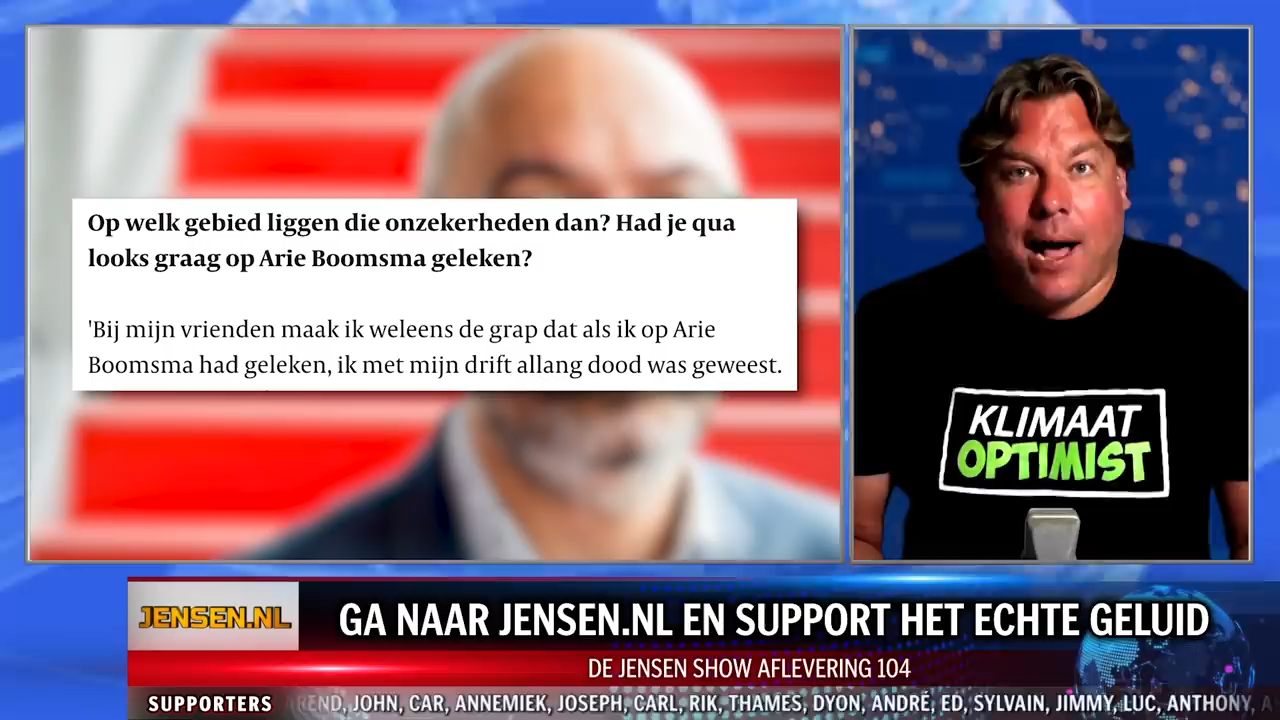 Op welk gebied liggen die onzekerheden dan? Had je qua
looks graag op Arie Boomsma geleken?
'Bij mijn vrienden maak ik weleens de grap dat als ik op Arie
Boomsma had geleken, ik met mijn drift allang dood was geweest.
KLIMAAT
OPTIMIST
JENSEN.NL
GA NAAR JENSEN.NL EN SUPPORT HET ECHTE GELUID
DE JENSEN SHOW AFLEVERING 104
SUPPORTERS JOHN, CAR, ANNEMIEK, JOSEPH, CARL, RIK, THAMES, DYON, ANDRÉ, ED, SYLVAIN, JIMMY, LUC, ANTHONY,